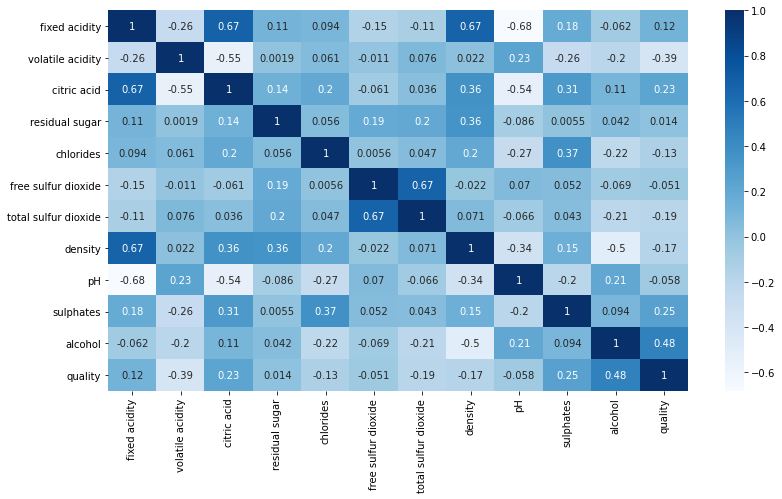 fixed acidity 1 -0.26 0.67 0.11 0.094 -0.15 -0.11 0.67 -0.68 0.18 -0.062 0.12
volatile acidity -0.26 1 -0.55 0.0019 0.061 -0.011 0.076 0.022 0.23 -0.26 -0.2 -0.39
citric acid 0.67 -0.55 1 0.14 0.2 -0.061 0.036 0.36 -0.54 0.31 0.11 0.23
residual sugar 0.11 0.0019 0.14 1 0.056 0.19 0.2 0.36 -0.086 0.0055 0.042 0.014
chlorides 0.094 0.061 0.2 0.056 1 0.0056 0.047 0.2 -0.27 0.37 -0.22 -0.13
free sulfur dioxide -0.15 -0.011 -0.061 0.19 0.0056 1 0.67 -0.022 0.07 0.052 -0.069 -0.051
total sulfur dioxide -0.11 0.076 0.036 0.2 0.047 0.67 1 0.071 -0.066 0.043 -0.21 -0.19
density 0.67 0.022 0.36 0.36 0.2 -0.022 0.071 1 -0.34 0.15 -0.5 -0.17
pH -0.68 0.23 -0.54 -0.086 -0.27 0.07 -0.066 -0.34 1 -0.2 0.21 -0.058
sulphates 0.18 -0.26 0.31 0.0055 0.37 0.052 0.043 0.15 -0.2 1 0.094 0.25
alcohol -0.062 -0.2 0.11 0.042 -0.22 -0.069 -0.21 -0.5 0.21 0.094 1 0.48
quality 0.12 -0.39 0.23 0.014 -0.13 -0.051 -0.19 -0.17 -0.058 0.25 0.48 1
fixed acidity
volatile acidity
citric acid
residual sugar
chlorides
free sulfur dioxide
total sulfur dioxide
density
pH
sulphates
alcohol
quality
1.0
0.8
0.6
0.4
0.2
0.0
-0.2
-0.4
-0.6